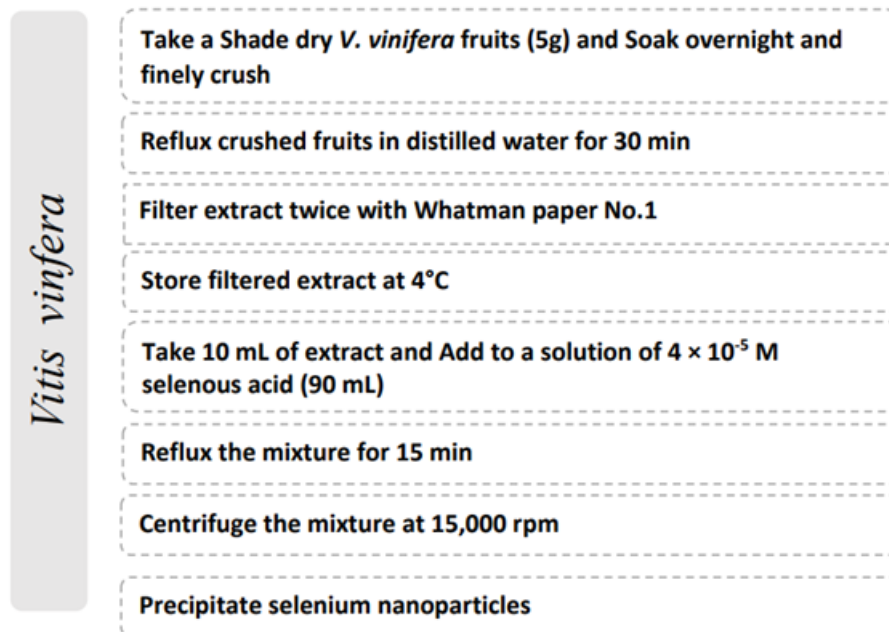 Vitis vinfera
Take a Shade dry V. vinifera fruits (5g) and Soak overnight and
finely crush
Reflux crushed fruits in distilled water for 30 min
Filter extract twice with Whatman paper No.1
Store filtered extract at 4°C
Take 10 mL of extract and Add to a solution of 4 × 10⁻⁵ M
selenous acid (90 mL)
Reflux the mixture for 15 min
Centrifuge the mixture at 15,000 rpm
Precipitate selenium nanoparticles